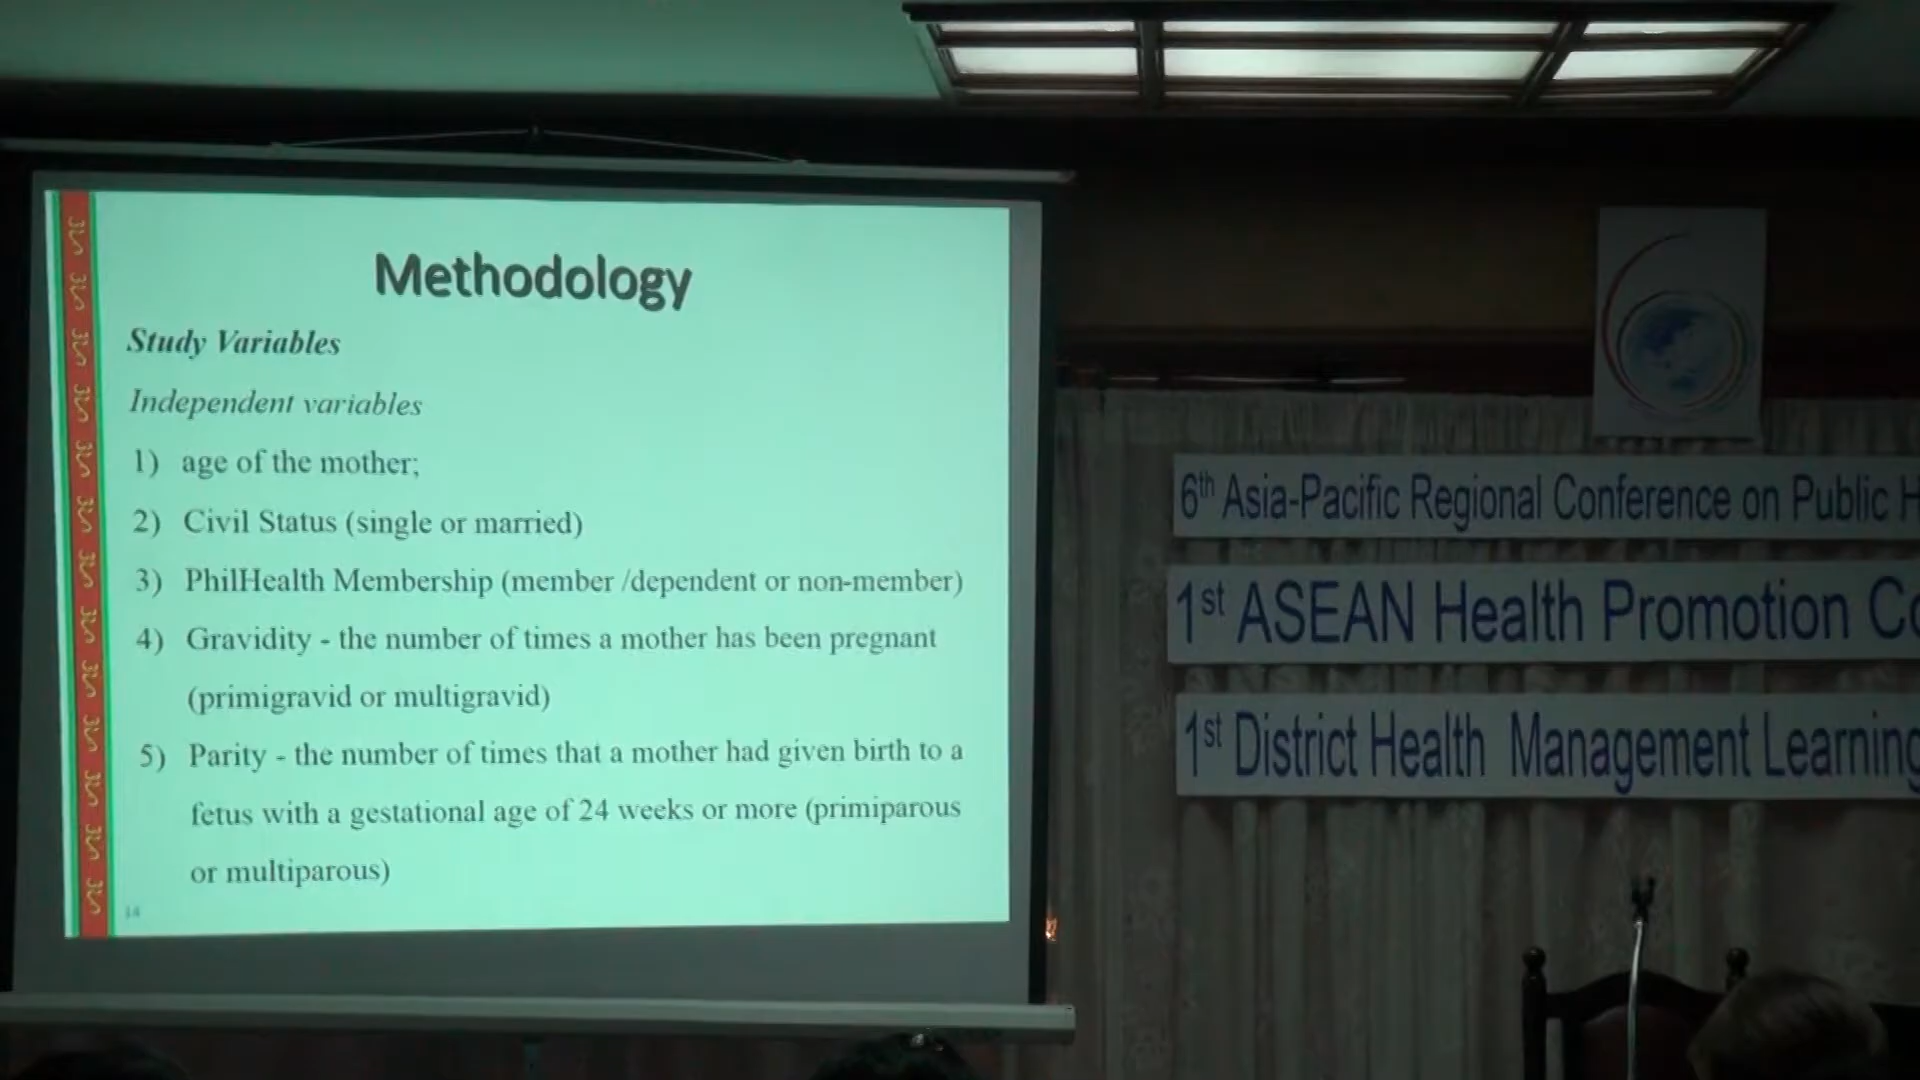 Methodology
Study Variables
Independent variables
1) age of the mother;
2) Civil Status (single or married)
3) PhilHealth Membership (member /dependent or non-member)
4) Gravidity - the number of times a mother has been pregnant
(primigravid or multigravid)
5) Parity - the number of times that a mother had given birth to a
fetus with a gestational age of 24 weeks or more (primiparous
or multiparous)
14
6th Asia-Pacific Regional Conference on Public H
1st ASEAN Health Promotion Co
1st District Health Management Learning